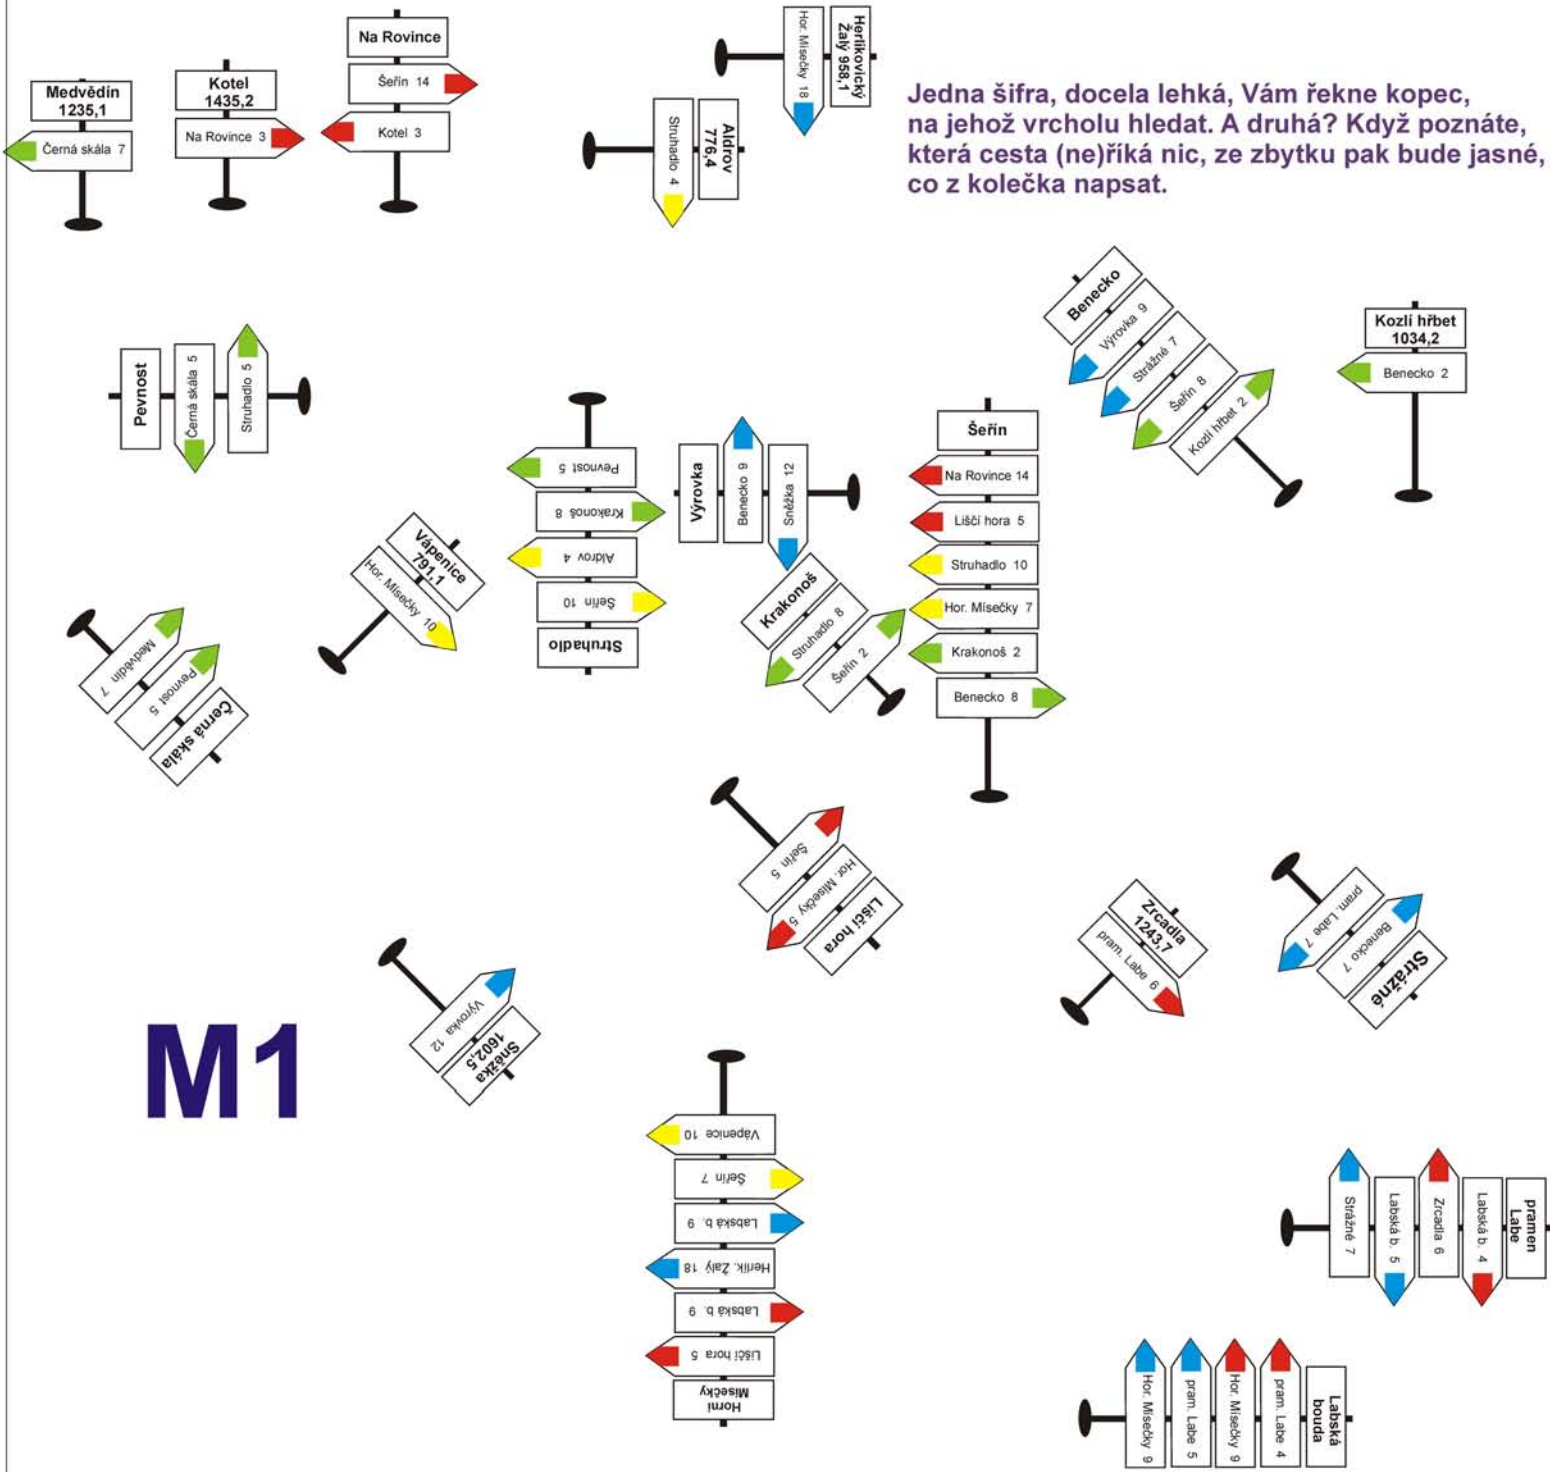 Medvědín
1235,1
Černá skála 7
Kotel
1435,2
Na Rovince 3
Na Rovince
Šeřín 14
Kotel 3
Aldrov
776,4
Struhadlo 4
Herlíkovický
Žalý 958,1
Hor. Mísečky 18
Jedna šifra, docela lehká, Vám řekne kopec,
na jehož vrcholu hledat. A druhá? Když poznáte,
která cesta (ne)říká nic, ze zbytku pak bude jasné,
co z kolečka napsat.
Pevnost
Černá skála 5
Struhadlo 5
Benecko
Výrovka 9
Strážné 7
Šeřín 8
Kozlí hřbet 2
Kozlí hřbet
1034,2
Benecko 2
Pevnost 5
Krakonoš 8
Aldrov 4
Šeřín 10
Struhadlo
Výrovka
Benecko 9
Sněžka 12
Šeřín
Na Rovince 14
Liščí hora 5
Struhadlo 10
Hor. Mísečky 7
Krakonoš 2
Benecko 8
Vápenice
791,1
Hor. Mísečky 10
Krakonoš
Struhadlo 8
Šeřín 2
Medvědín 7
Pevnost 5
Černá skála
Šeřín 5
Hor. Mísečky 5
Liščí hora
Zrcadla
1243,7
pram. Labe 6
pram. Labe 7
Benecko 7
Strážné
M1
Výrovka 12
Sněžka
1602,5
Vápenice 10
Šeřín 7
Labská b. 9
Herlík. Žalý 18
Labská b. 9
Liščí hora 5
Horní
Mísečky
Strážné 7
Labská b. 5
Zrcadla 6
Labská b. 4
pramen
Labe
Hor. Mísečky 9
pram. Labe 5
Hor. Mísečky 9
pram. Labe 4
Labská
bouda